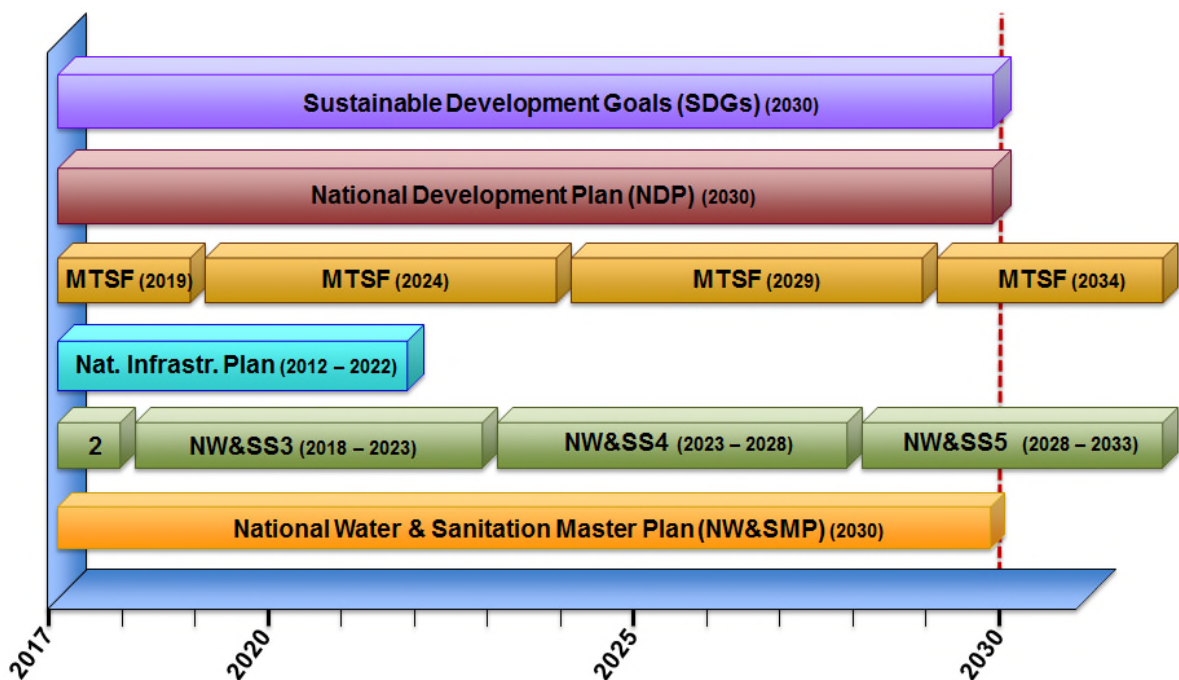 Sustainable Development Goals (SDGs) (2030)
National Development Plan (NDP) (2030)
MTSF (2019) MTSF (2024) MTSF (2029) MTSF (2034)
Nat. Infrastr. Plan (2012 – 2022)
2 NW&SS3 (2018 – 2023) NW&SS4 (2023 – 2028) NW&SS5 (2028 – 2033)
National Water & Sanitation Master Plan (NW&SMP) (2030)
2017 2020 2025 2030